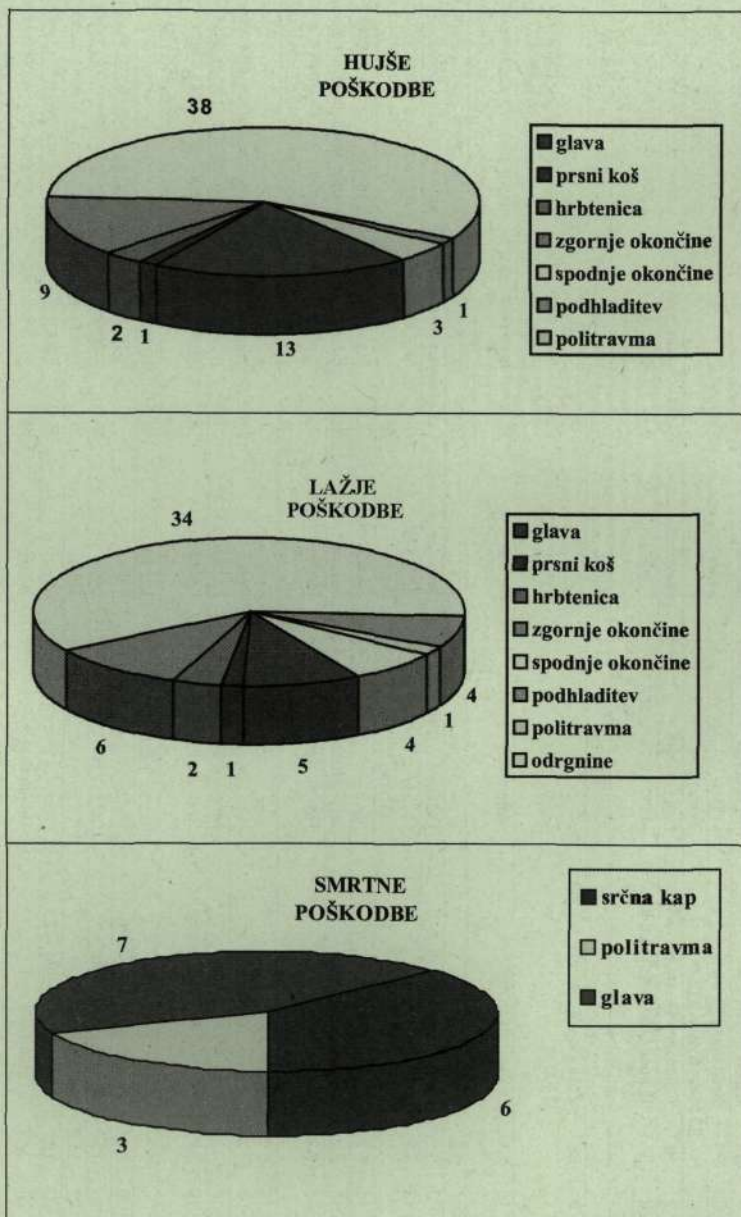 HUJŠE
POŠKODBE
38
9
2
1
13
3
1
glava
prsni koš
hrbtenica
zgornje okončine
spodnje okončine
podhladitev
politravma
LAŽJE
POŠKODBE
34
6
2
1
5
4
1
4
glava
prsni koš
hrbtenica
zgornje okončine
spodnje okončine
podhladitev
politravma
odrgnine
SMRTNE
POŠKODBE
7
3
6
srčna kap
politravma
glava